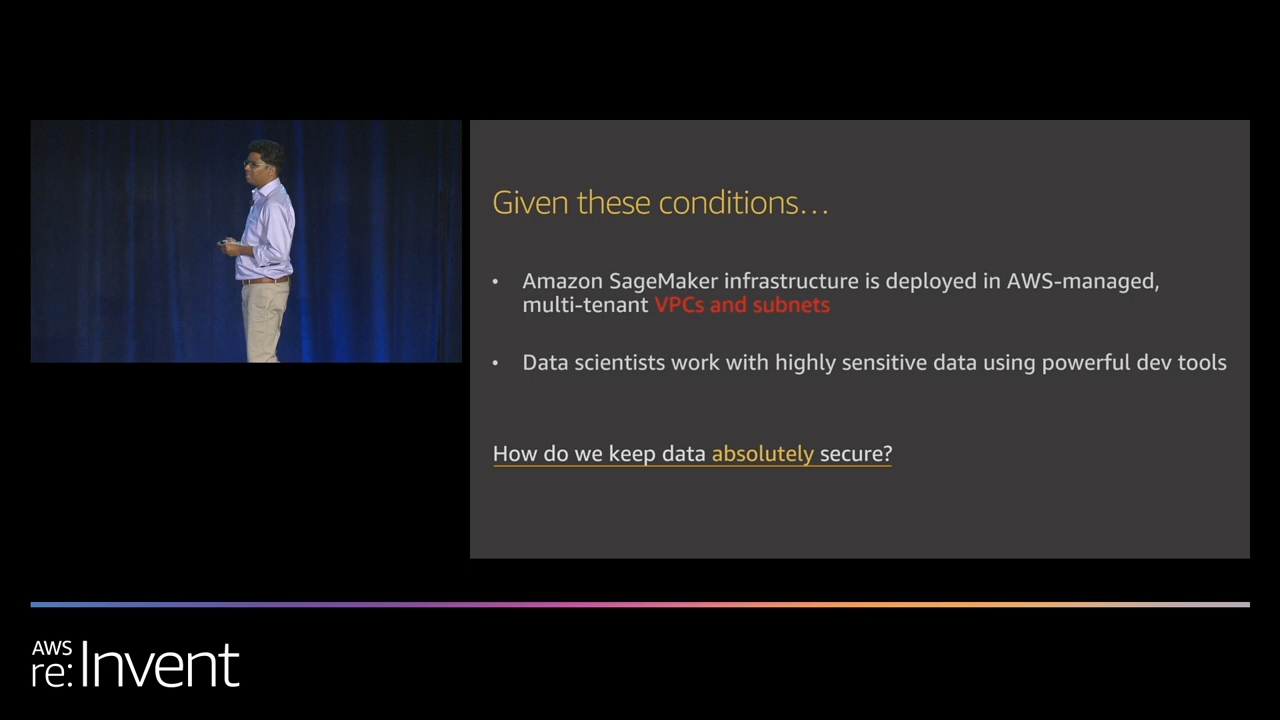 Given these conditions…
• Amazon SageMaker infrastructure is deployed in AWS-managed,
multi-tenant VPCs and subnets
• Data scientists work with highly sensitive data using powerful dev tools
How do we keep data absolutely secure?
AWS
re:Invent